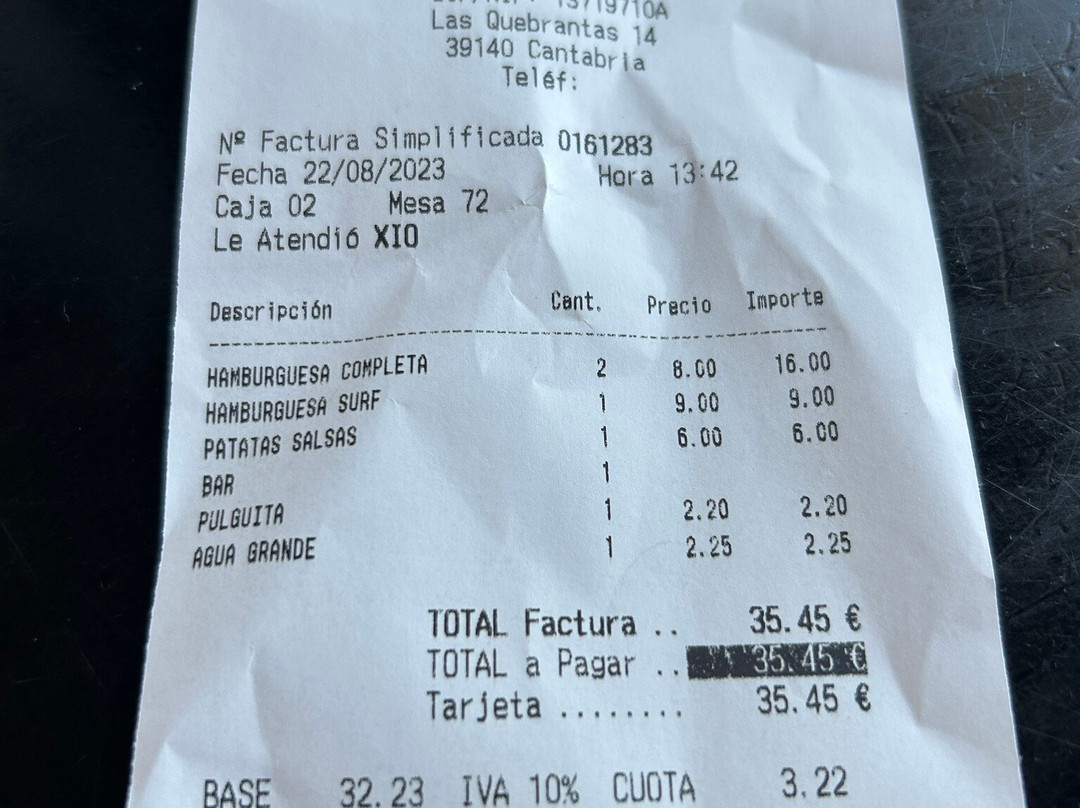 Las Quebrantas 14
39140 Cantabria
Teléf:
Nº Factura Simplificada 0161283
Fecha 22/08/2023 Hora 13:42
Caja 02 Mesa 72
Le Atendió XIO
Descripción Cant. Precio Importe
HAMBURGUESA COMPLETA 2 8.00 16.00
HAMBURGUESA SURF 1 9.00 9.00
PATATAS SALSAS 1 6.00 6.00
BAR 1
PULGUITA 1 2.20 2.20
AGUA GRANDE 1 2.25 2.25
TOTAL Factura .. 35.45 €
TOTAL a Pagar .. 35.45 €
Tarjeta ........ 35.45 €
BASE 32.23 IVA 10% CUOTA 3.22